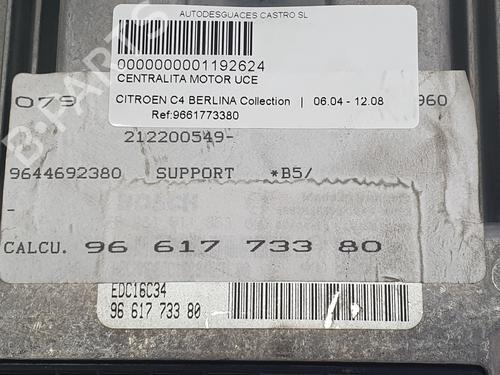 AUTODESGUACES CASTRO SL
0000000001192624
CENTRALITA MOTOR UCE
CITROEN C4 BERLINA Collection | 06.04 - 12.08
Ref:9661773380
079
960
212200549-
9644692380 SUPPORT *B5/
-
BOSCH
CALCU. 96 617 733 80
EDC16C34
96 617 733 80